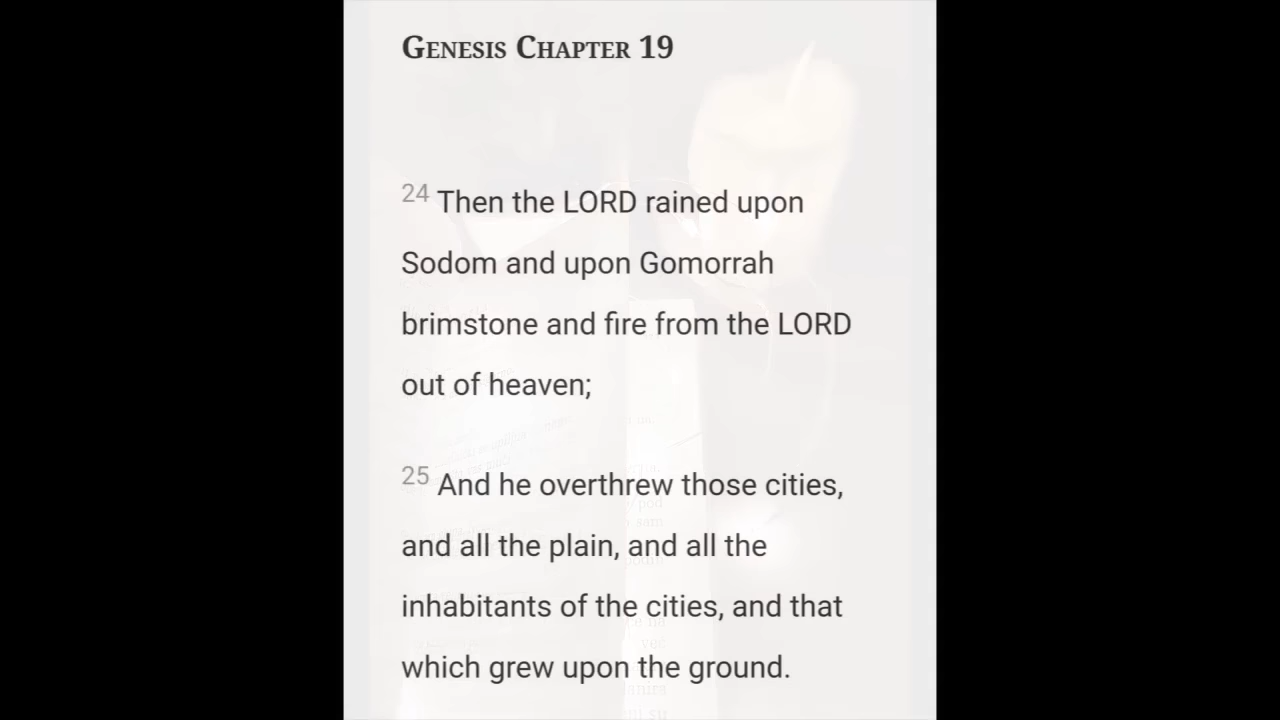 Genesis Chapter 19
24 Then the LORD rained upon
Sodom and upon Gomorrah
brimstone and fire from the LORD
out of heaven;
25 And he overthrew those cities,
and all the plain, and all the
inhabitants of the cities, and that
which grew upon the ground.